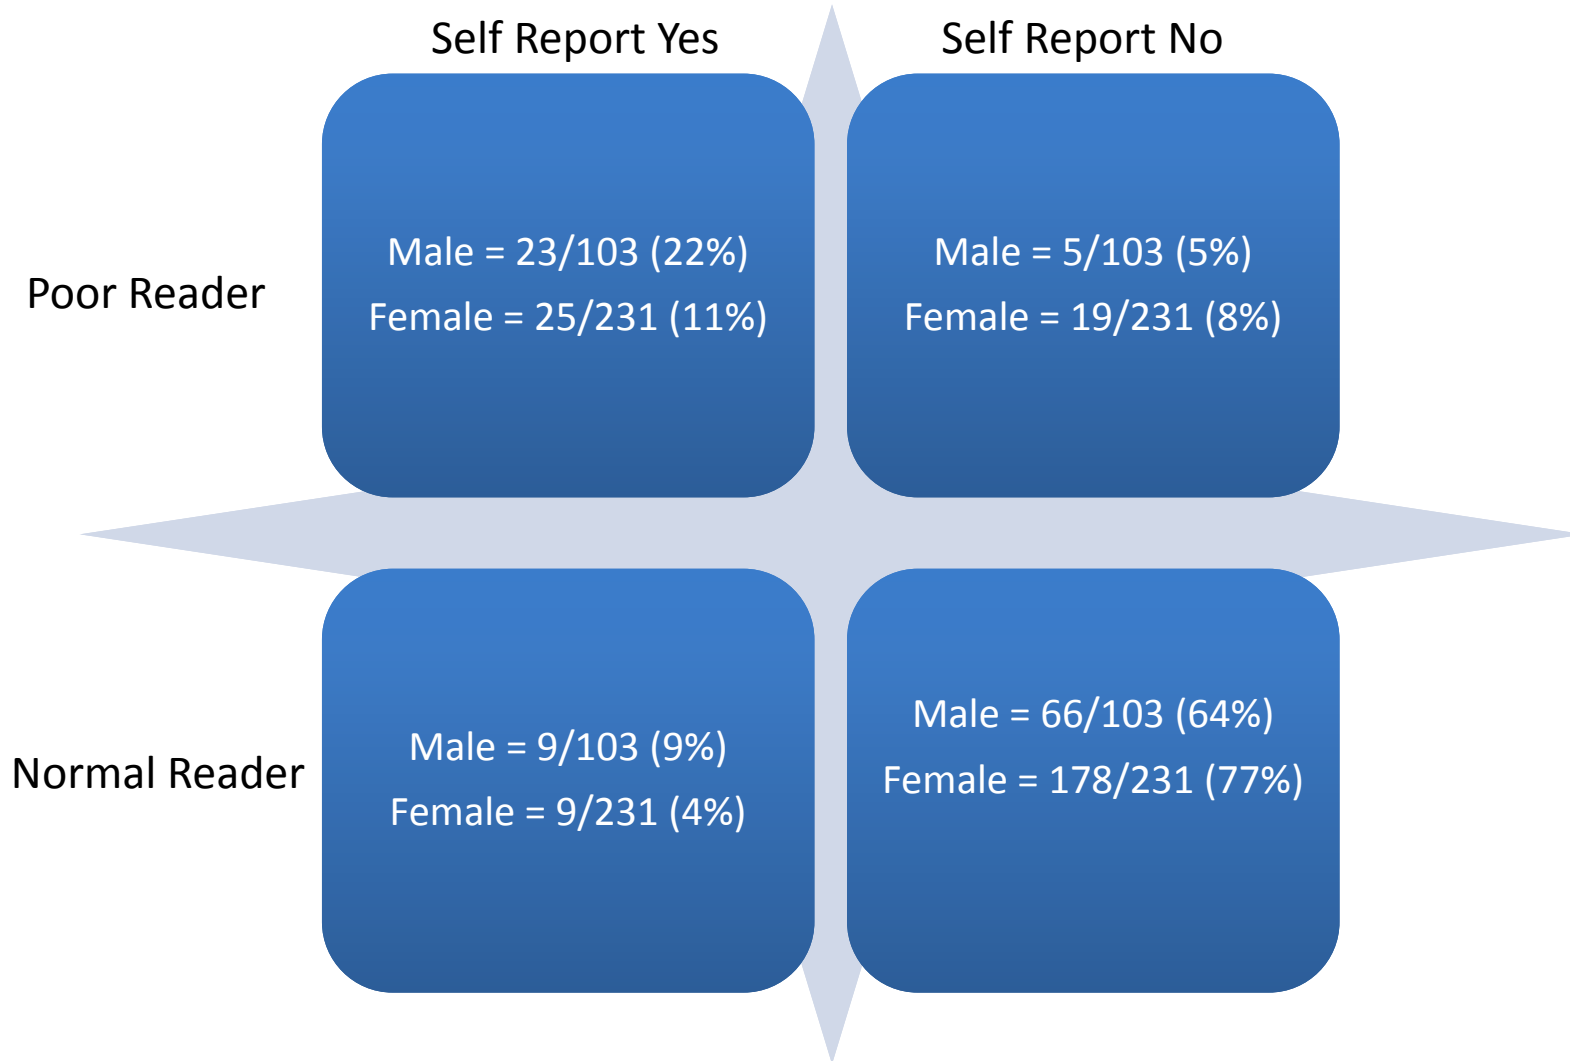 Self Report Yes
Self Report No
Poor Reader
Male = 23/103 (22%)
Female = 25/231 (11%)
Male = 5/103 (5%)
Female = 19/231 (8%)
Normal Reader
Male = 9/103 (9%)
Female = 9/231 (4%)
Male = 66/103 (64%)
Female = 178/231 (77%)